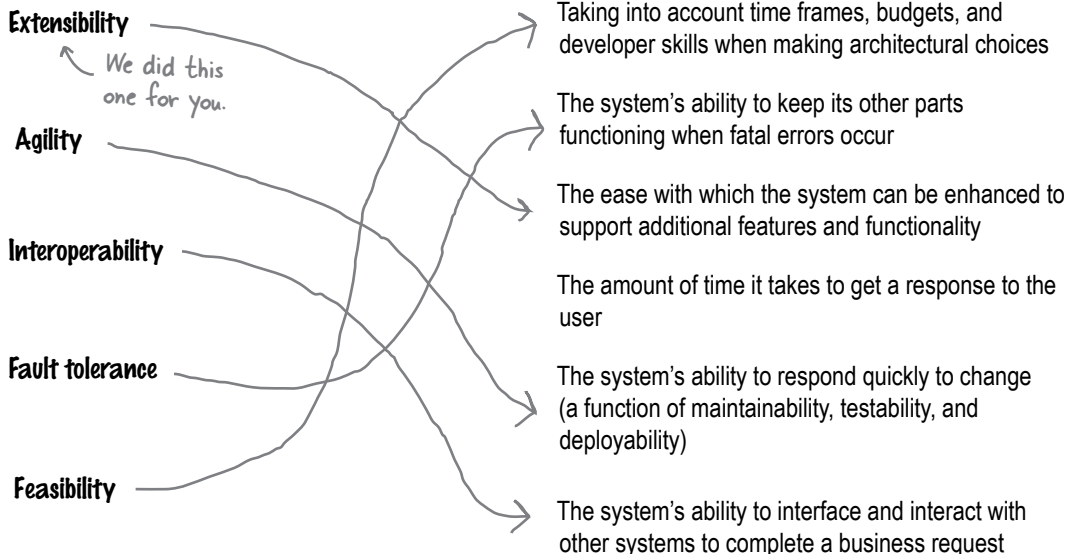 Extensibility
We did this
one for you.
Agility
Interoperability
Fault tolerance
Feasibility
Taking into account time frames, budgets, and
developer skills when making architectural choices
The system’s ability to keep its other parts
functioning when fatal errors occur
The ease with which the system can be enhanced to
support additional features and functionality
The amount of time it takes to get a response to the
user
The system’s ability to respond quickly to change
(a function of maintainability, testability, and
deployability)
The system’s ability to interface and interact with
other systems to complete a business request